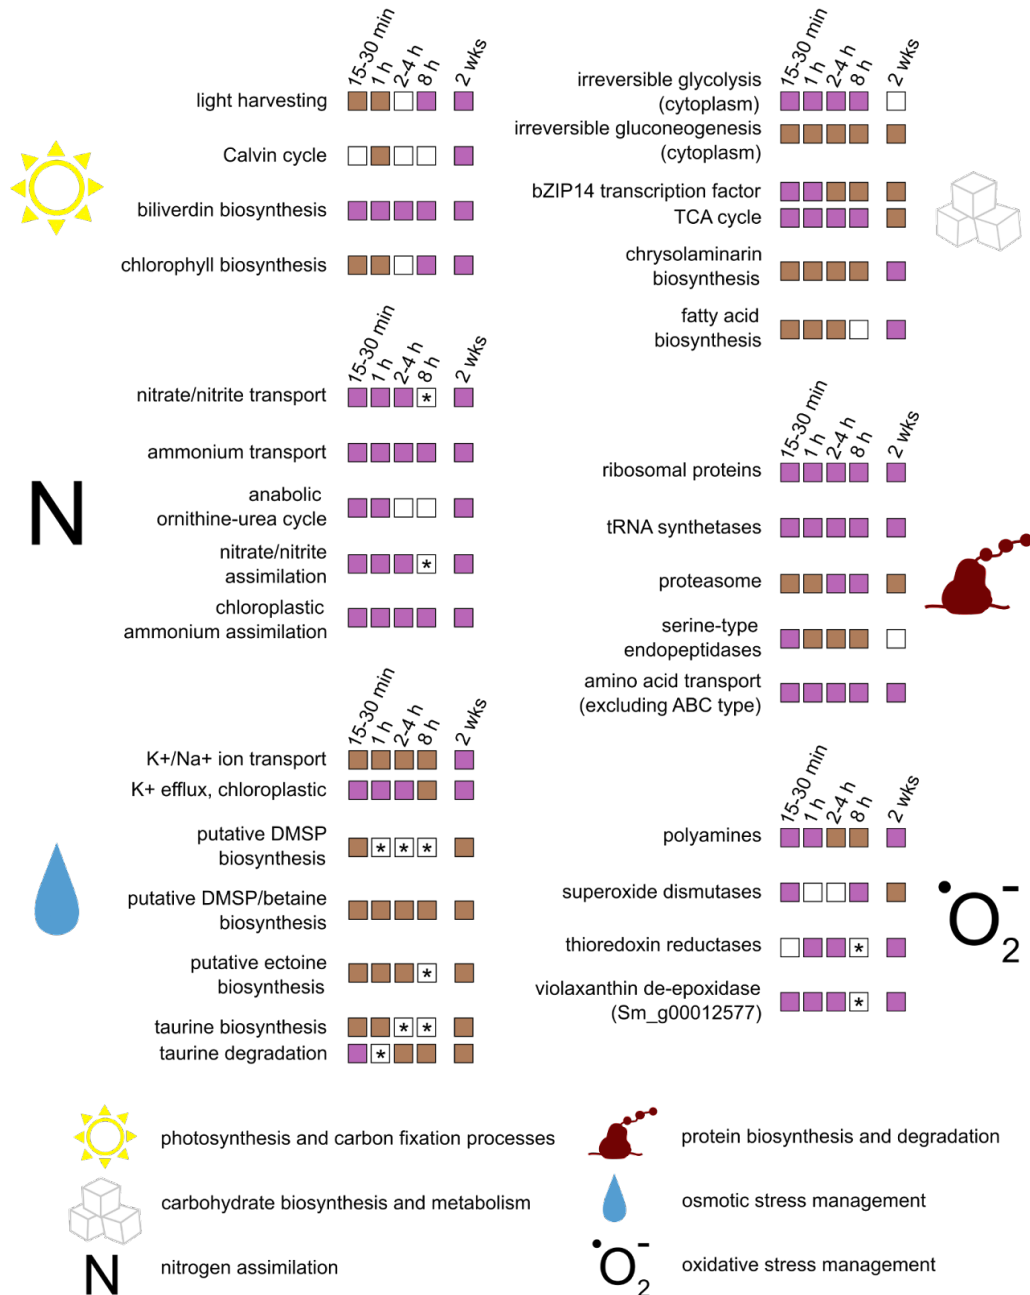 15-30 min
1 h
2-4 h
8 h
2 wks
light harvesting
Calvin cycle
biliverdin biosynthesis
chlorophyll biosynthesis
15-30 min
1 h
2-4 h
8 h
2 wks
nitrate/nitrite transport
*
ammonium transport
anabolic
ornithine-urea cycle
nitrate/nitrite
assimilation
*
chloroplastic
ammonium assimilation
N
15-30 min
1 h
2-4 h
8 h
2 wks
K+/Na+ ion transport
K+ efflux, chloroplastic
putative DMSP
biosynthesis
* * *
putative DMSP/betaine
biosynthesis
putative ectoine
biosynthesis
*
taurine biosynthesis
* *
taurine degradation
*
15-30 min
1 h
2-4 h
8 h
2 wks
irreversible glycolysis
(cytoplasm)
irreversible gluconeogenesis
(cytoplasm)
bZIP14 transcription factor
TCA cycle
chrysolaminarin
biosynthesis
fatty acid
biosynthesis
15-30 min
1 h
2-4 h
8 h
2 wks
ribosomal proteins
tRNA synthetases
proteasome
serine-type
endopeptidases
amino acid transport
(excluding ABC type)
15-30 min
1 h
2-4 h
8 h
2 wks
polyamines
superoxide dismutases
thioredoxin reductases
*
violaxanthin de-epoxidase
(Sm_g00012577)
*
•O2-
photosynthesis and carbon fixation processes
carbohydrate biosynthesis and metabolism
N nitrogen assimilation
protein biosynthesis and degradation
osmotic stress management
•O2- oxidative stress management